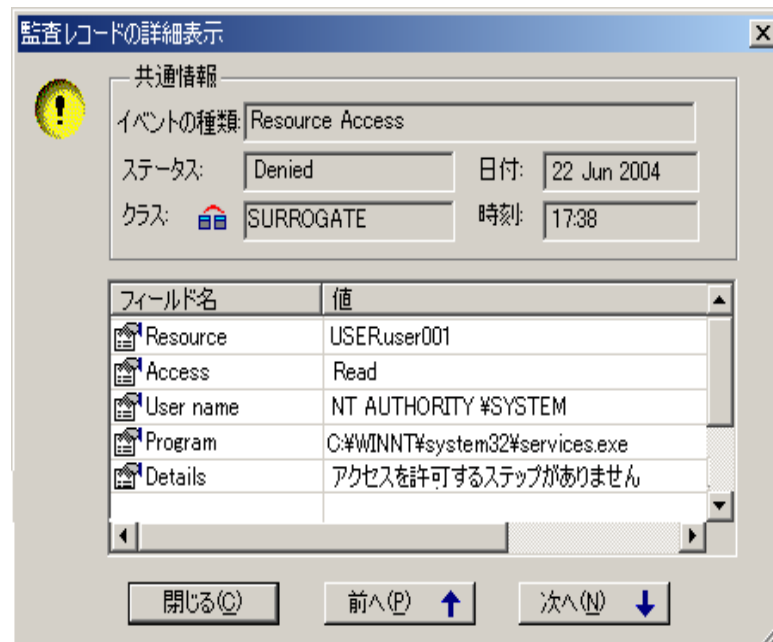 監査レコードの詳細表示
共通情報
イベントの種類: Resource Access
ステータス: Denied 日付: 22 Jun 2004
クラス: SURROGATE 時刻: 17:38
フィールド名 値
Resource USER.user001
Access Read
User name NT AUTHORITY ¥SYSTEM
Program C:¥WINNT¥system32¥services.exe
Details アクセスを許可するステップがありません
閉じる(C) 前へ(P) 次へ(N)